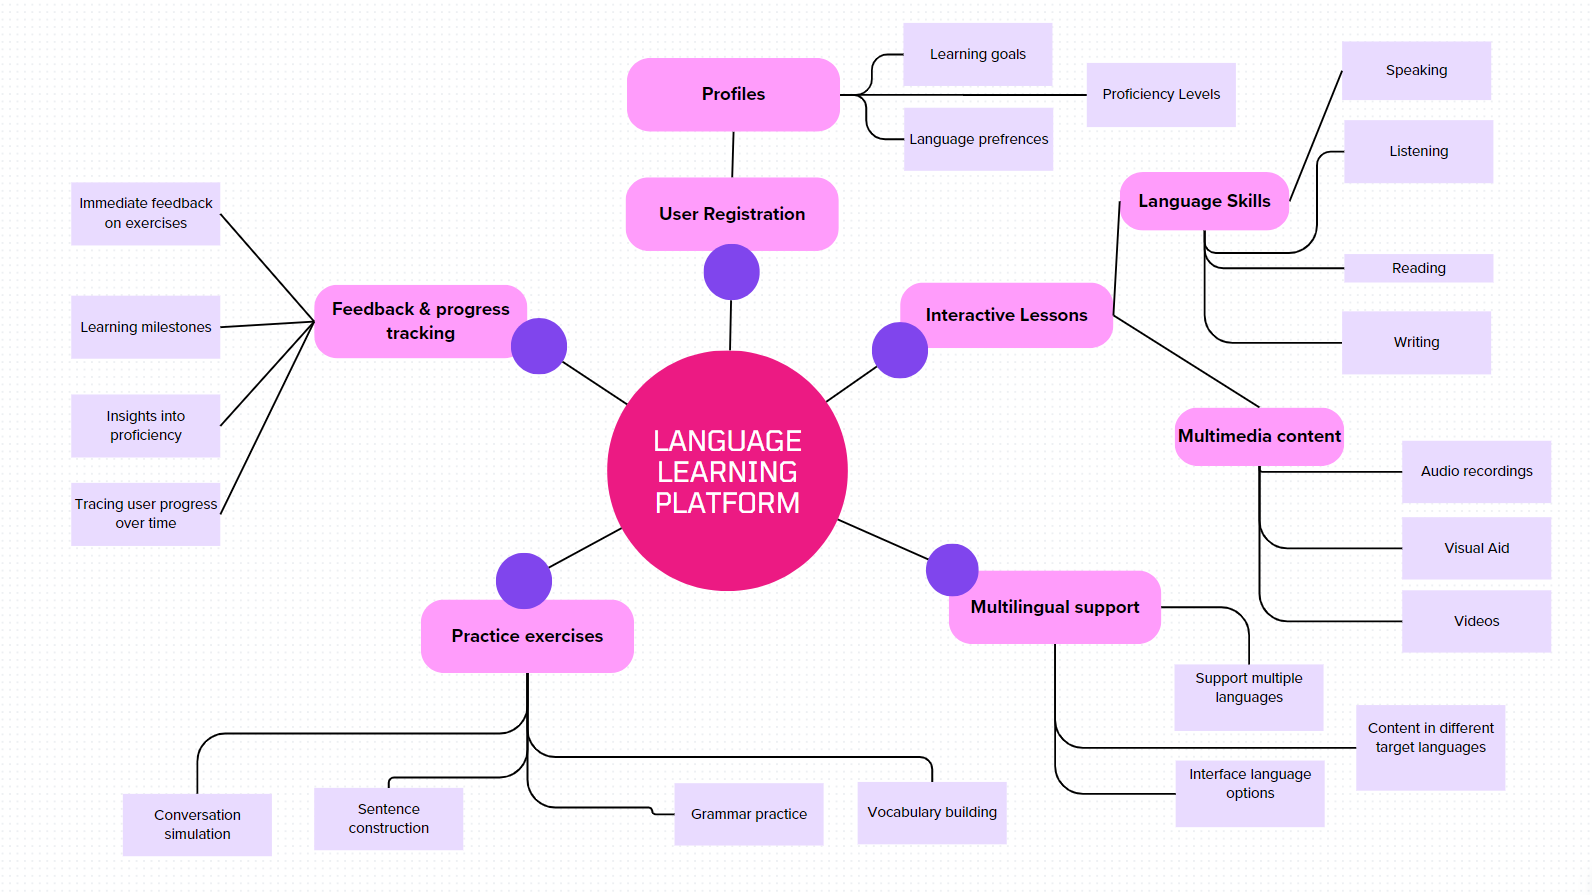 LANGUAGE
LEARNING
PLATFORM
User Registration
Profiles
Learning goals
Proficiency Levels
Language prefrences
Interactive Lessons
Language Skills
Speaking
Listening
Reading
Writing
Multimedia content
Audio recordings
Visual Aid
Videos
Multilingual support
Support multiple
languages
Content in different
target languages
Interface language
options
Practice exercises
Conversation
simulation
Sentence
construction
Grammar practice
Vocabulary building
Feedback & progress
tracking
Immediate feedback
on exercises
Learning milestones
Insights into
proficiency
Tracing user progress
over time